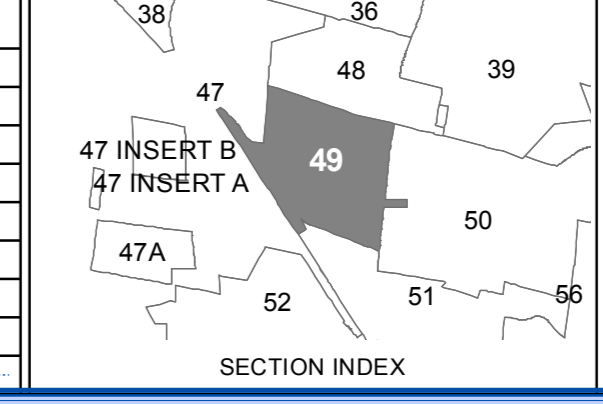 38
36
48
39
47
47 INSERT B
49
47 INSERT A
50
47A
52
51
56
SECTION INDEX